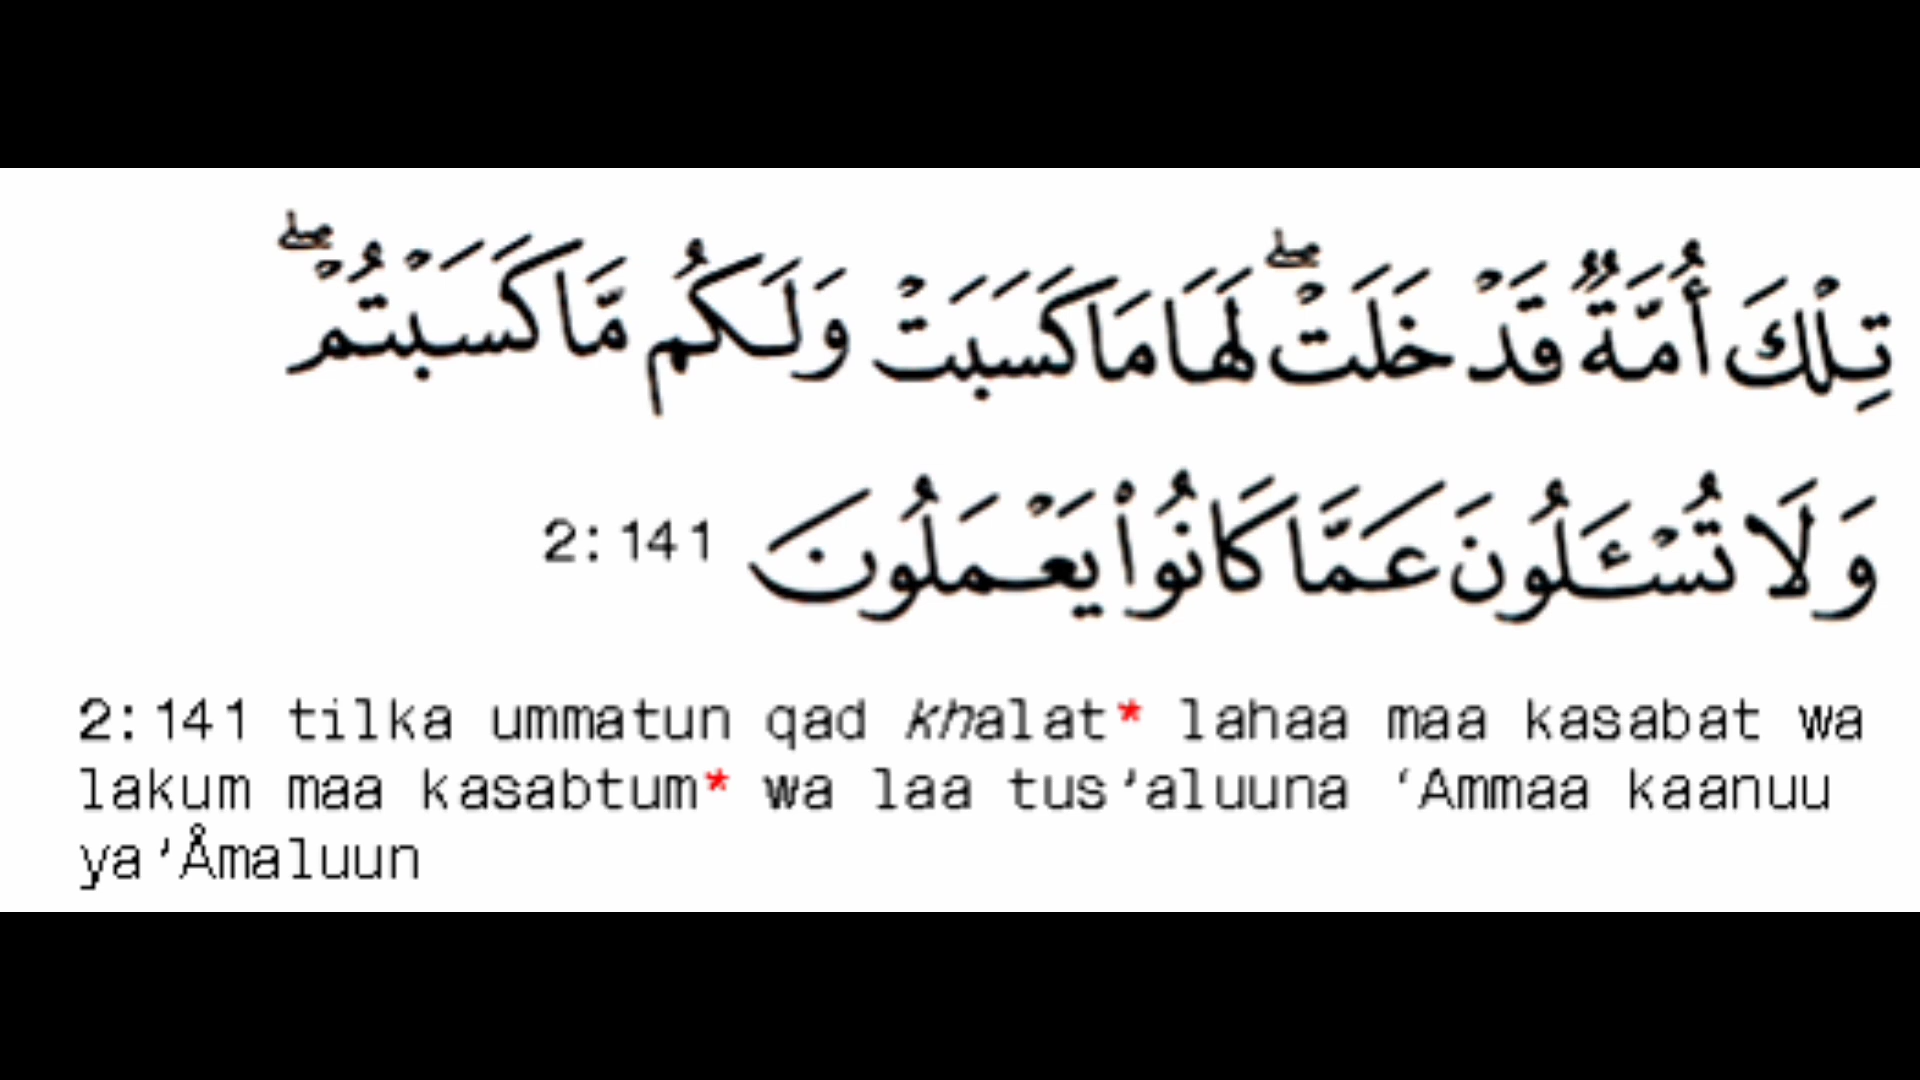 تِلْكَ أُمَّةٌ قَدْ خَلَتْ ۖ لَهَا مَا كَسَبَتْ وَلَكُم مَّا كَسَبْتُمْ ۖ
وَلَا تُسْـَٔلُونَ عَمَّا كَانُوا۟ يَعْمَلُونَ 2:141
2:141 tilka ummatun qad khalat* lahaa maa kasabat wa
lakum maa kasabtum* wa laa tus’aluuna ‘Ammaa kaanuu
ya’Åmaluun